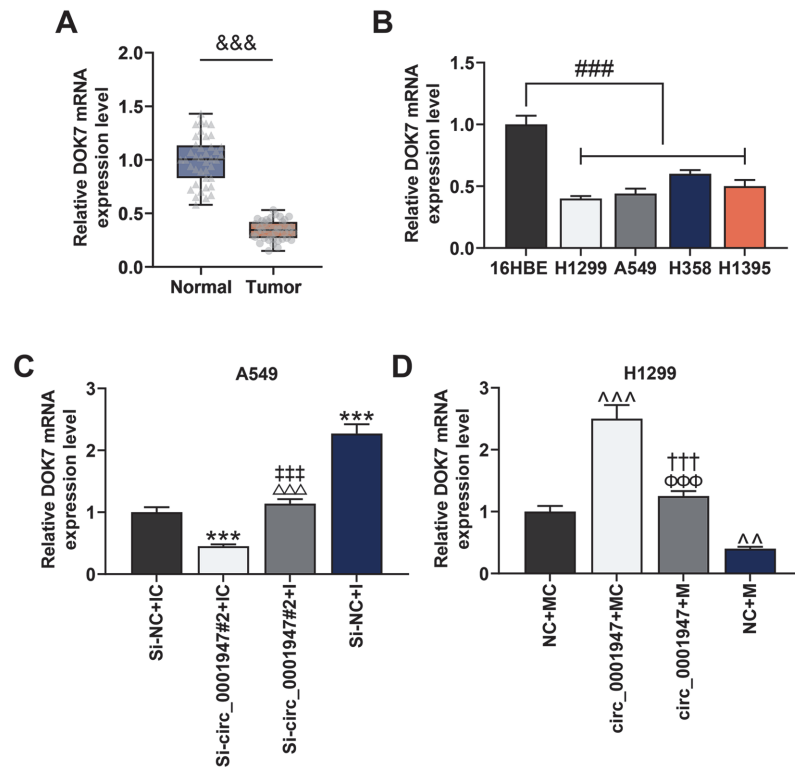 A
Relative DOK7 mRNA
expression level
2.0
1.5
1.0
0.5
0.0
&&&
Normal Tumor
B
Relative DOK7 mRNA
expression level
1.5
1.0
0.5
0.0
###
16HBE H1299 A549 H358 H1395
C
A549
Relative DOK7 mRNA
expression level
3
2
1
0
***
‡‡‡
△△△
***
Si-NC+IC
Si-circ_0001947#2+IC
Si-circ_0001947#2+I
Si-NC+I
D
H1299
Relative DOK7 mRNA
expression level
3
2
1
0
^^^
†††
ΦΦΦ
^^
NC+MC
circ_0001947+MC
circ_0001947+M
NC+M